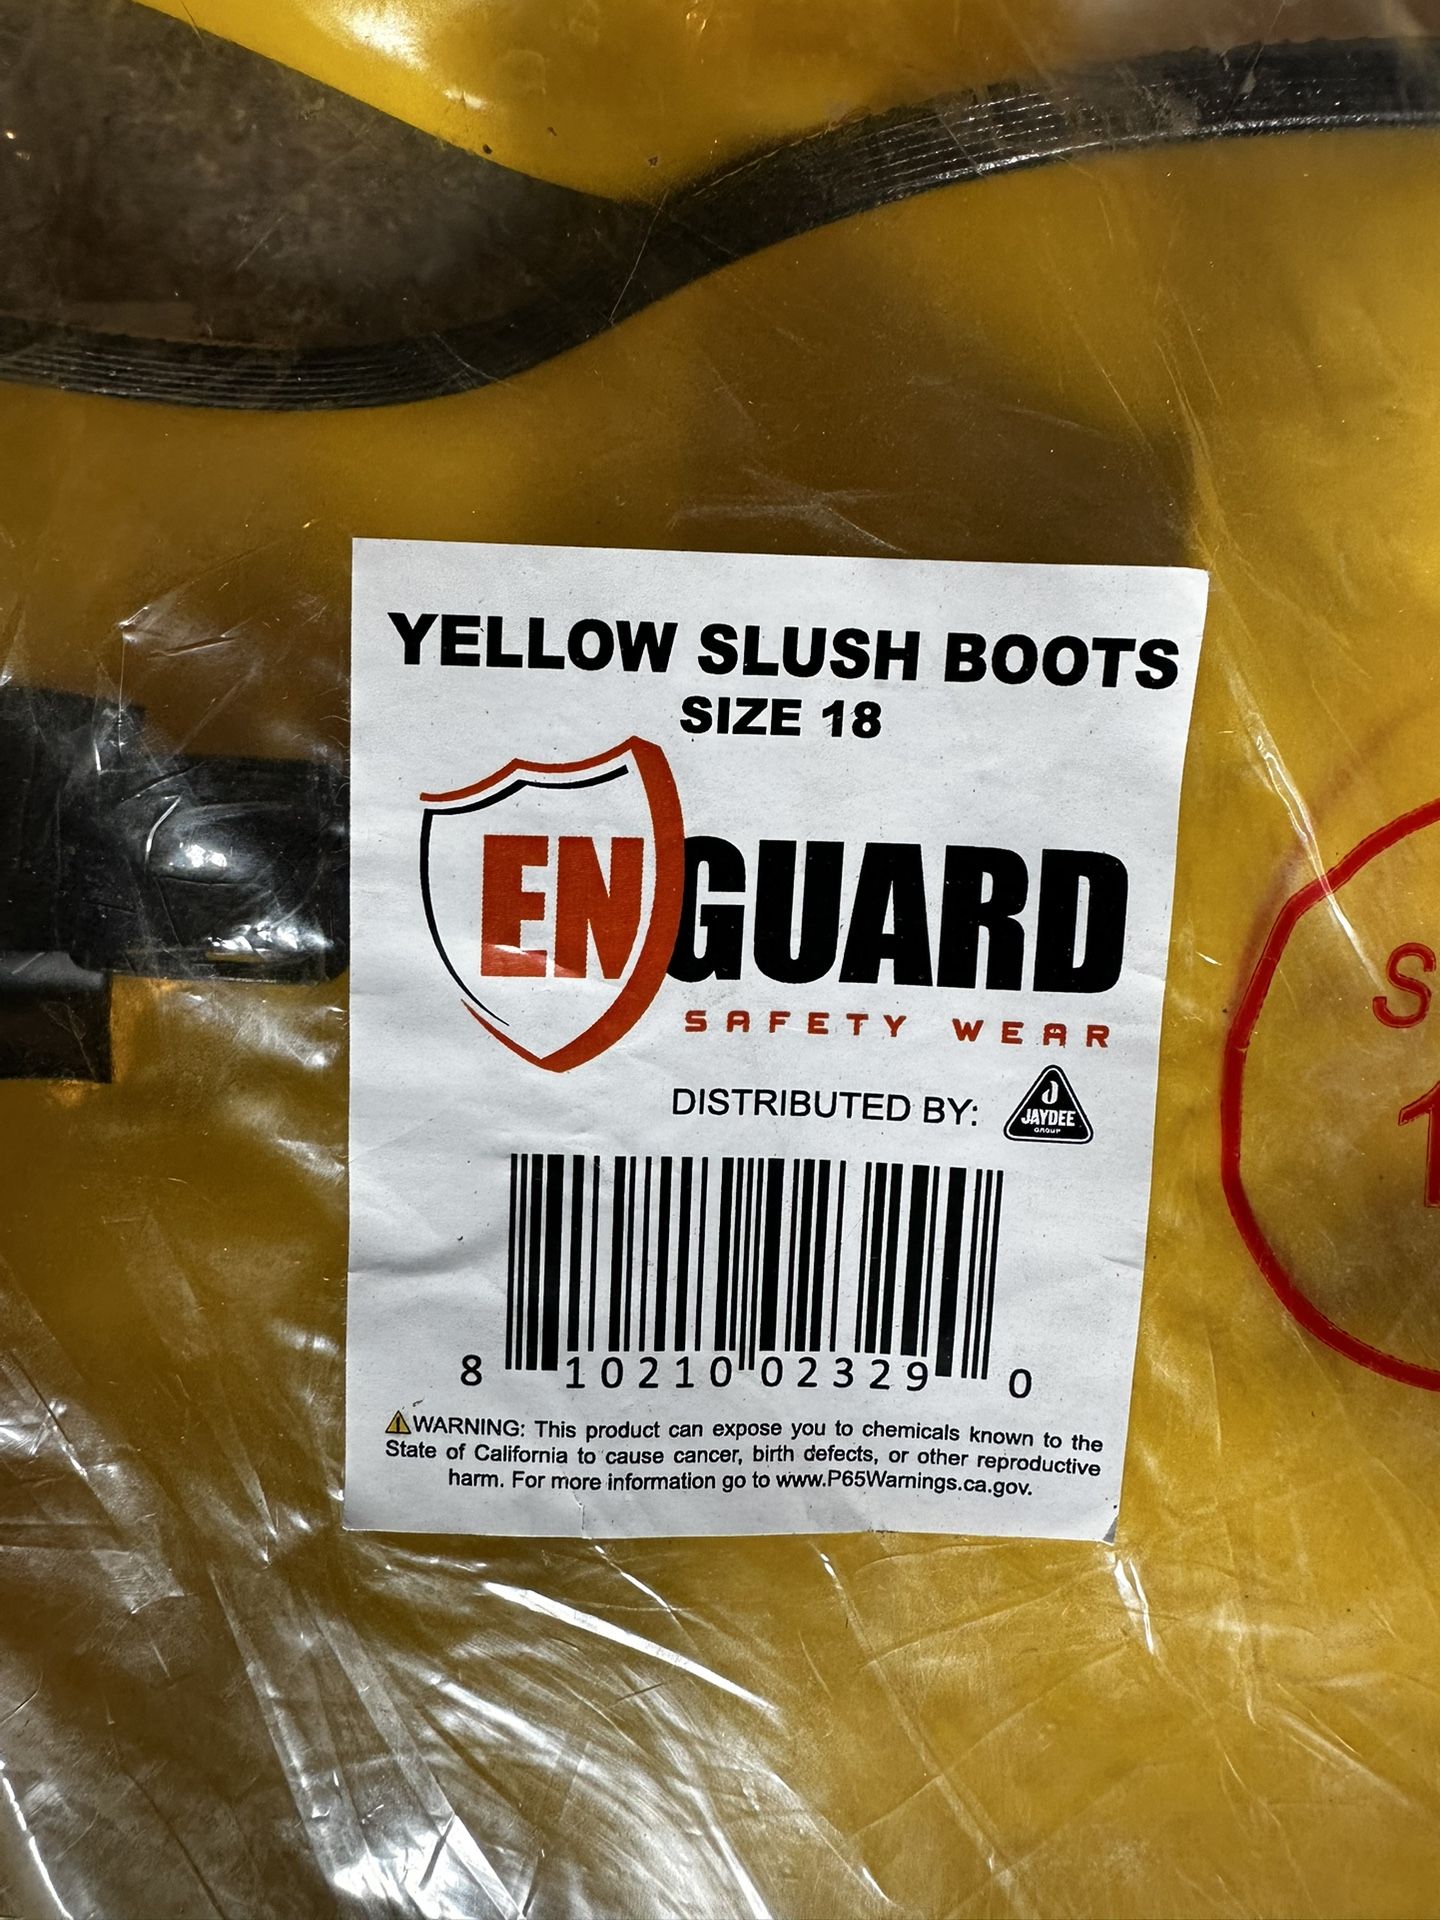 YELLOW SLUSH BOOTS
SIZE 18
ENGUARD
SAFETY WEAR
DISTRIBUTED BY:
J
JAYDEE
GROUP
8 10210 02329 0
WARNING: This product can expose you to chemicals known to the
State of California to cause cancer, birth defects, or other reproductive
harm. For more information go to www.P65Warnings.ca.gov.
S
1